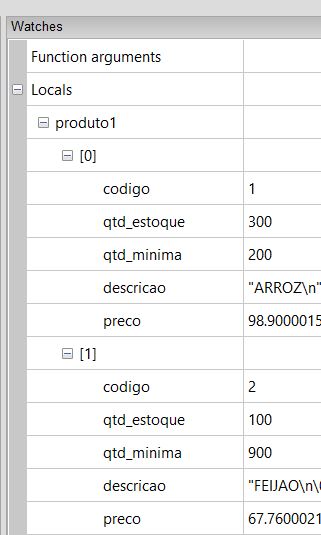 Watches
Function arguments
Locals
produto1
[0]
codigo 1
qtd_estoque 300
qtd_minima 200
descricao "ARROZ\n"
preco 98.9000015
[1]
codigo 2
qtd_estoque 100
qtd_minima 900
descricao "FEIJAO\n\
preco 67.7600021